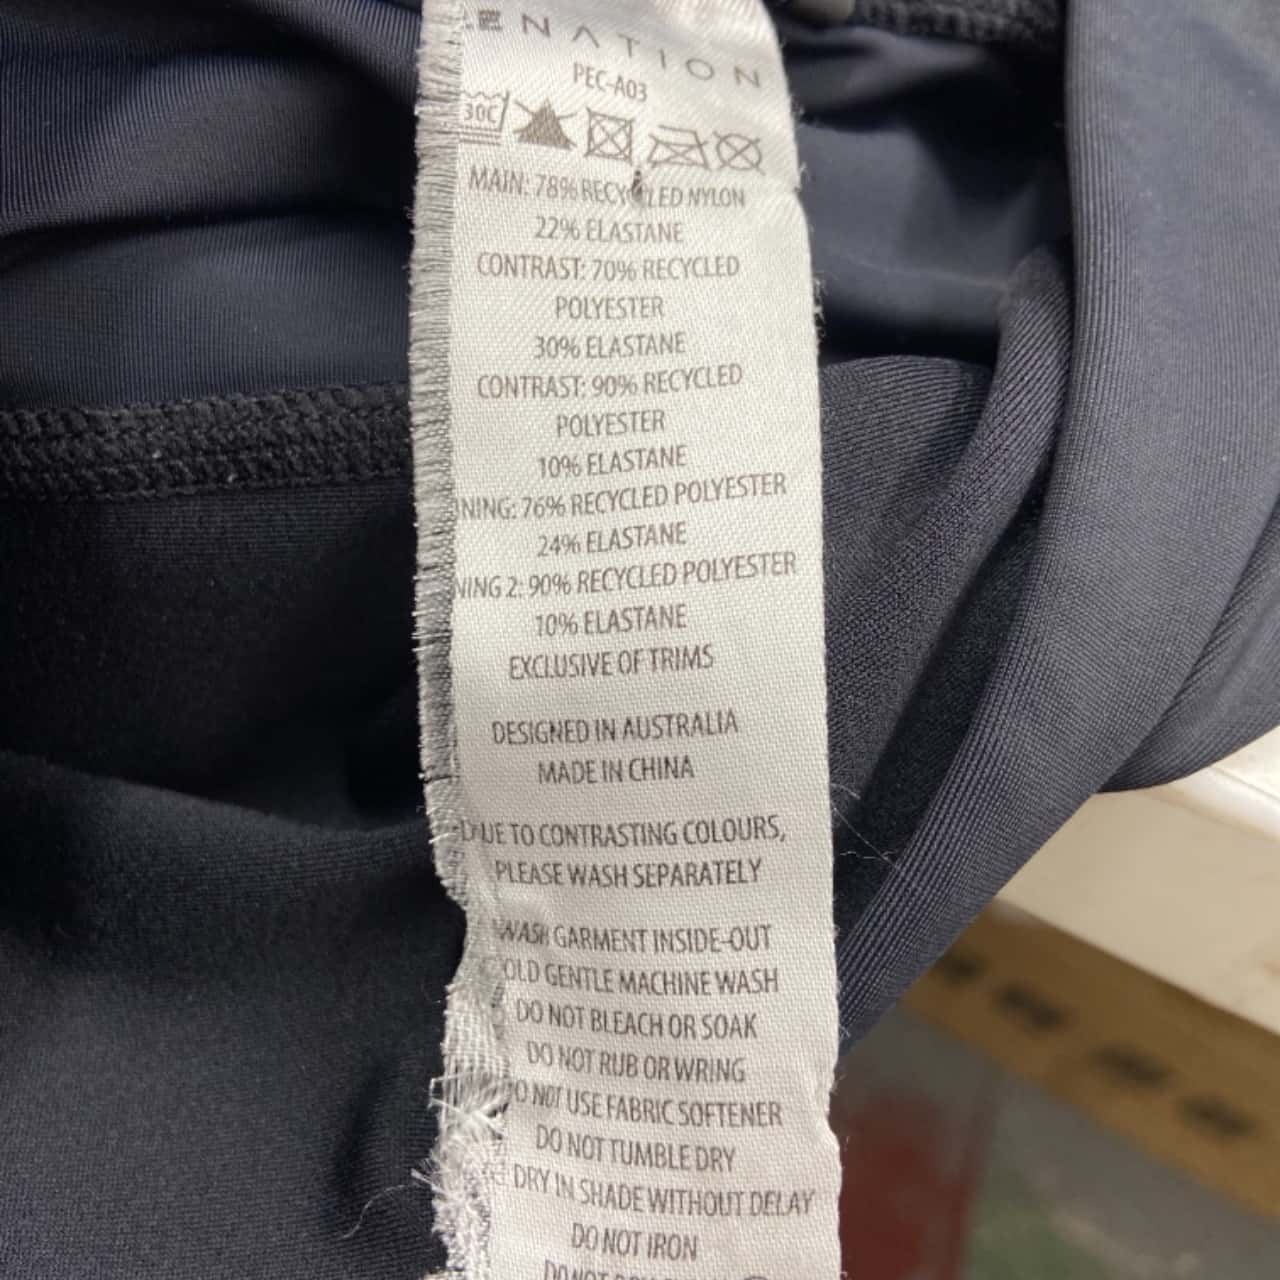 E NATION
PEC-A03
30C
MAIN: 78% RECYCLED NYLON
22% ELASTANE
CONTRAST: 70% RECYCLED
POLYESTER
30% ELASTANE
CONTRAST: 90% RECYCLED
POLYESTER
10% ELASTANE
NING: 76% RECYCLED POLYESTER
24% ELASTANE
NING 2: 90% RECYCLED POLYESTER
10% ELASTANE
EXCLUSIVE OF TRIMS
DESIGNED IN AUSTRALIA
MADE IN CHINA
DUE TO CONTRASTING COLOURS,
PLEASE WASH SEPARATELY
WASH GARMENT INSIDE-OUT
OLD GENTLE MACHINE WASH
DO NOT BLEACH OR SOAK
DO NOT RUB OR WRING
O NOT USE FABRIC SOFTENER
DO NOT TUMBLE DRY
DRY IN SHADE WITHOUT DELAY
DO NOT IRON
DO NOT